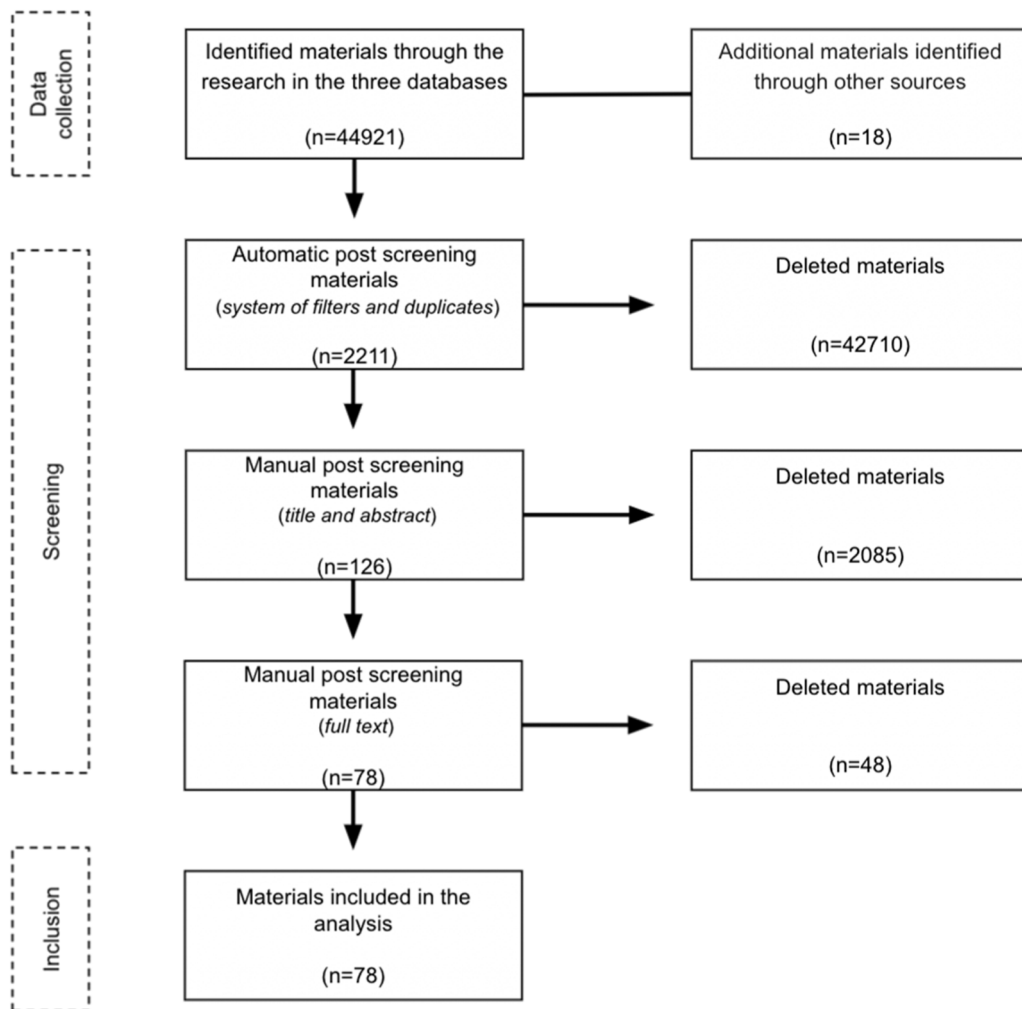 Data
collection
Identified materials through the
research in the three databases
(n=44921)
Additional materials identified
through other sources
(n=18)
Screening
Automatic post screening
materials
(system of filters and duplicates)
(n=2211)
Deleted materials
(n=42710)
Manual post screening
materials
(title and abstract)
(n=126)
Deleted materials
(n=2085)
Manual post screening
materials
(full text)
(n=78)
Deleted materials
(n=48)
Inclusion
Materials included in the
analysis
(n=78)